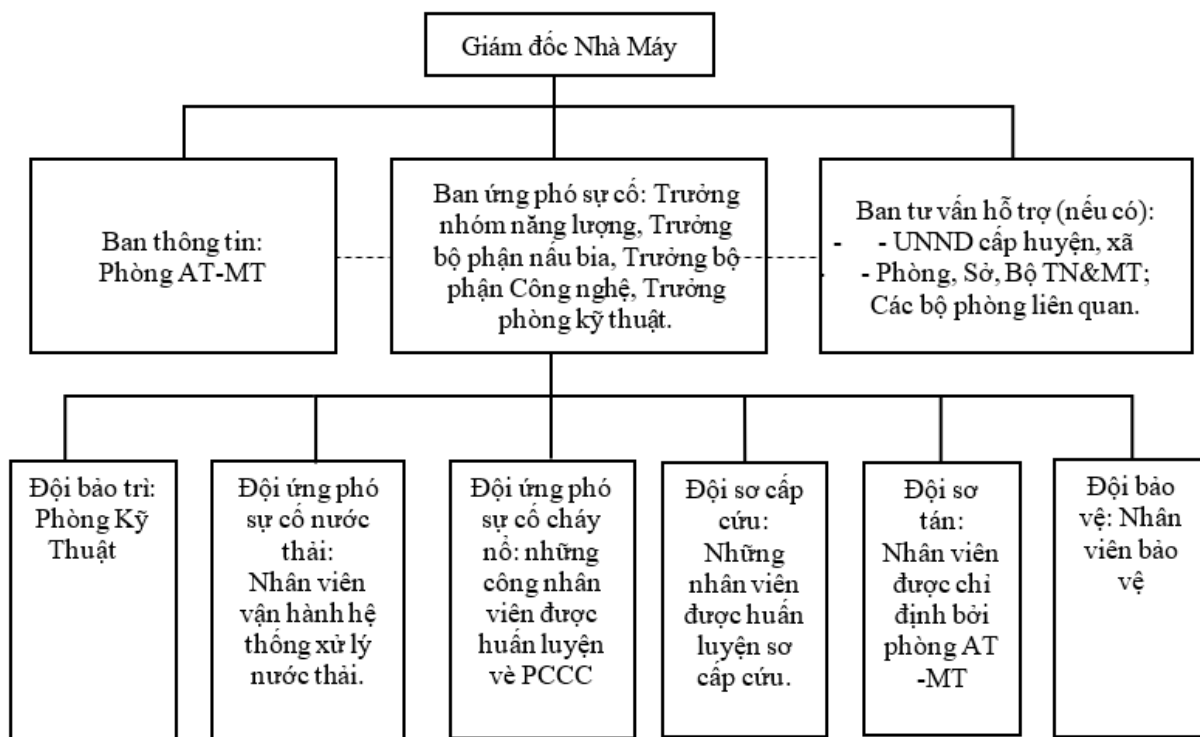 Giám đốc Nhà Máy
Ban thông tin:
Phòng AT-MT
Ban ứng phó sự cố: Trưởng
nhóm năng lượng, Trưởng
bộ phận nấu bia, Trưởng bộ
phận Công nghệ, Trưởng
phòng kỹ thuật.
Ban tư vấn hỗ trợ (nếu có):
- - UNND cấp huyện, xã
- - Phòng, Sở, Bộ TN&MT;
Các bộ phòng liên quan.
Đội bảo trì:
Phòng Kỹ
Thuật
Đội ứng phó
sự cố nước
thải:
Nhân viên
vận hành hệ
thống xử lý
nước thải.
Đội ứng phó
sự cố cháy
nổ: những
công nhân
viên được
huấn luyện
vè PCCC
Đội sơ cấp
cứu:
Những
nhân viên
được huấn
luyện sơ
cấp cứu.
Đội sơ
tán:
Nhân viên
được chỉ
định bởi
phòng AT
-MT
Đội bảo
vệ: Nhân
viên bảo
vệ